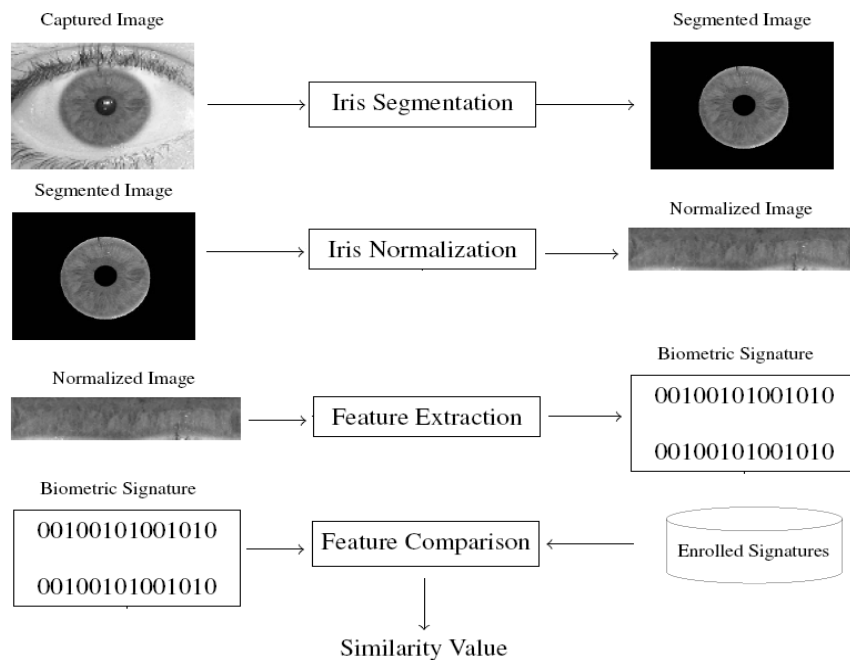 Captured Image
Segmented Image
Iris Segmentation
Segmented Image
Normalized Image
Iris Normalization
Normalized Image
Biometric Signature
Feature Extraction
00100101001010
00100101001010
Biometric Signature
00100101001010
00100101001010
Feature Comparison
Enrolled Signatures
Similarity Value